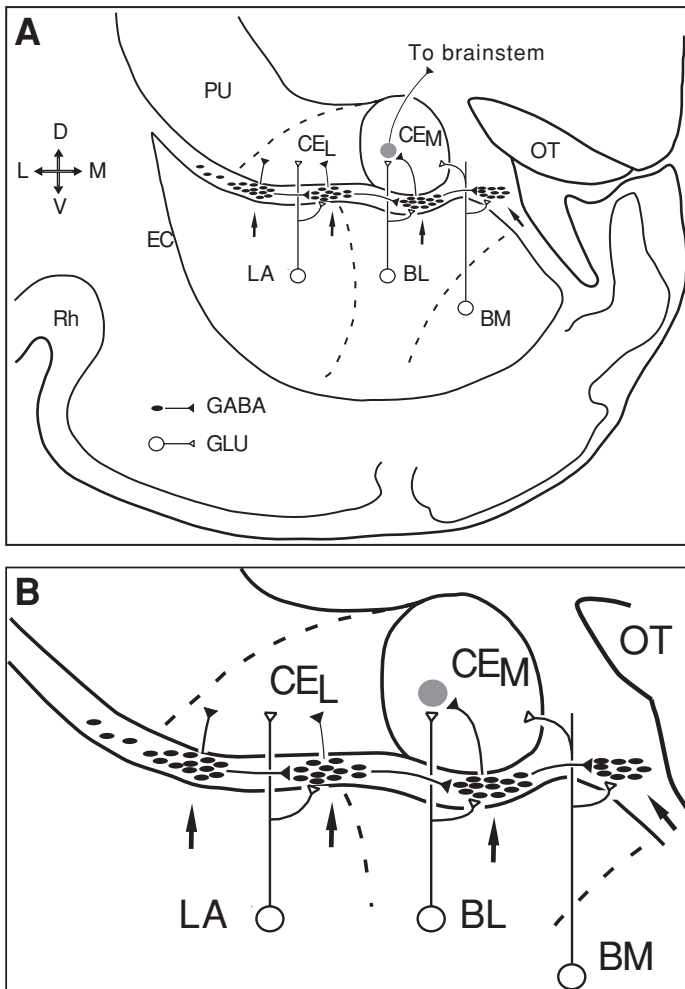 A
To brainstem
PU
D
L M
V
CEL
CEM
OT
EC
LA
BL
BM
Rh
GABA
GLU
B
OT
CEL
CEM
LA
BL
BM